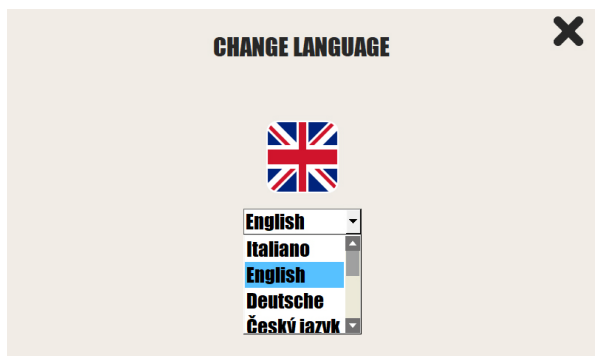 CHANGE LANGUAGE
English
Italiano
English
Deutsche
Český jazyk